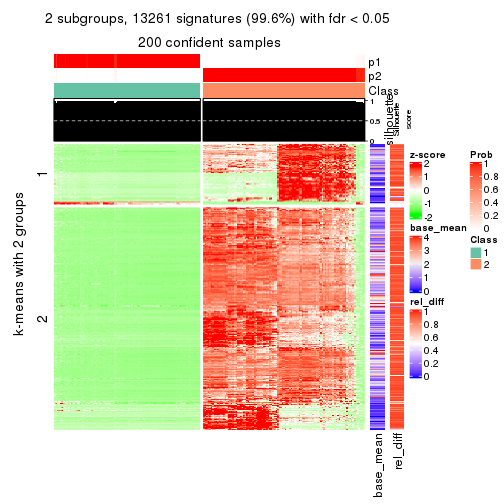 2 subgroups, 13261 signatures (99.6%) with fdr < 0.05
200 confident samples
p1
p2
Class
1
0.5
0
silhouette
Silhouette
score
k-means with 2 groups
1
2
z-score
2
1
0
-1
-2
base_mean
4
3
2
1
0
rel_diff
1
0.8
0.6
0.4
0.2
0
Prob
1
0.8
0.6
0.4
0.2
0
Class
1
2
base_mean
rel_diff